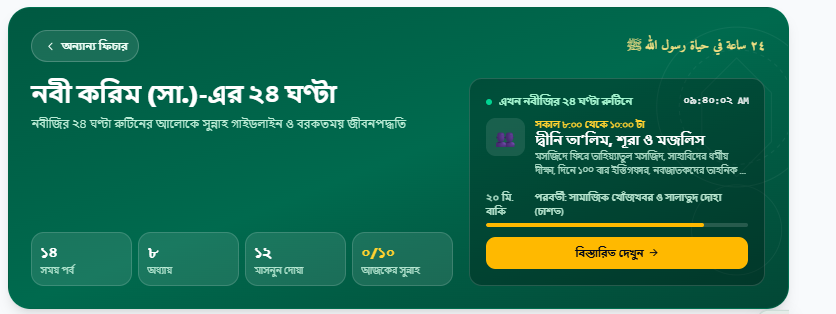 অন্যান্য ফিচার
٢٤ ساعة في حياة رسول الله ﷺ
নবী করিম (সা.)-এর ২৪ ঘণ্টা
নবীজির ২৪ ঘণ্টা রুটিনের আলোকে সুন্নাহ গাইডলাইন ও বরকতময় জীবনপদ্ধতি
১৪
সময় পর্ব
৮
অধ্যায়
১২
মাসনুন দোয়া
০/১০
আজকের সুন্নাহ
এখন নবীজির ২৪ ঘণ্টা রুটিনে
০৯:৪০:০২ AM
সকাল ৮:০০ থেকে ১০:০০ টা
দ্বীনি তা'লিম, শূরা ও মজলিস
মসজিদে ফিরে তাহিয়্যাতুল মসজিদ, সাহাবিদের ধর্মীয়
দীক্ষা, দিনে ১০০ বার ইস্তিগফার, নবজাতকদের তাহনিক ...
২০ মি.
বাকি
পরবর্তী: সামাজিক খোঁজখবর ও সালাতুদ দোহা
(চাশত)
বিস্তারিত দেখুন →